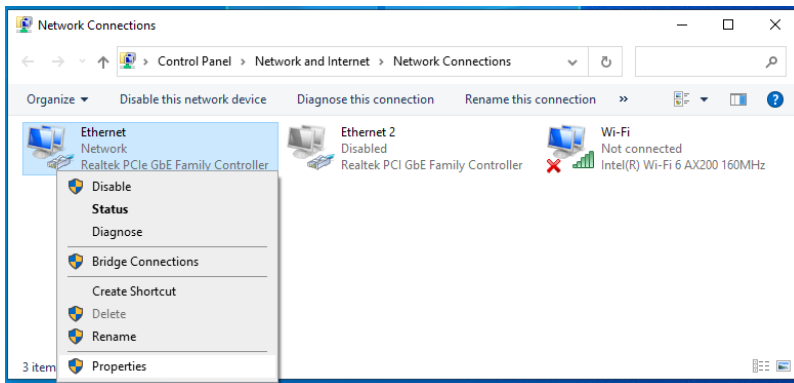 Network Connections
Control Panel > Network and Internet > Network Connections
Organize Disable this network device Diagnose this connection Rename this connection »
Ethernet
Network
Realtek PCIe GbE Family Controller
Ethernet 2
Disabled
Realtek PCI GbE Family Controller
Wi-Fi
Not connected
Intel(R) Wi-Fi 6 AX200 160MHz
Disable
Status
Diagnose
Bridge Connections
Create Shortcut
Delete
Rename
Properties
3 item